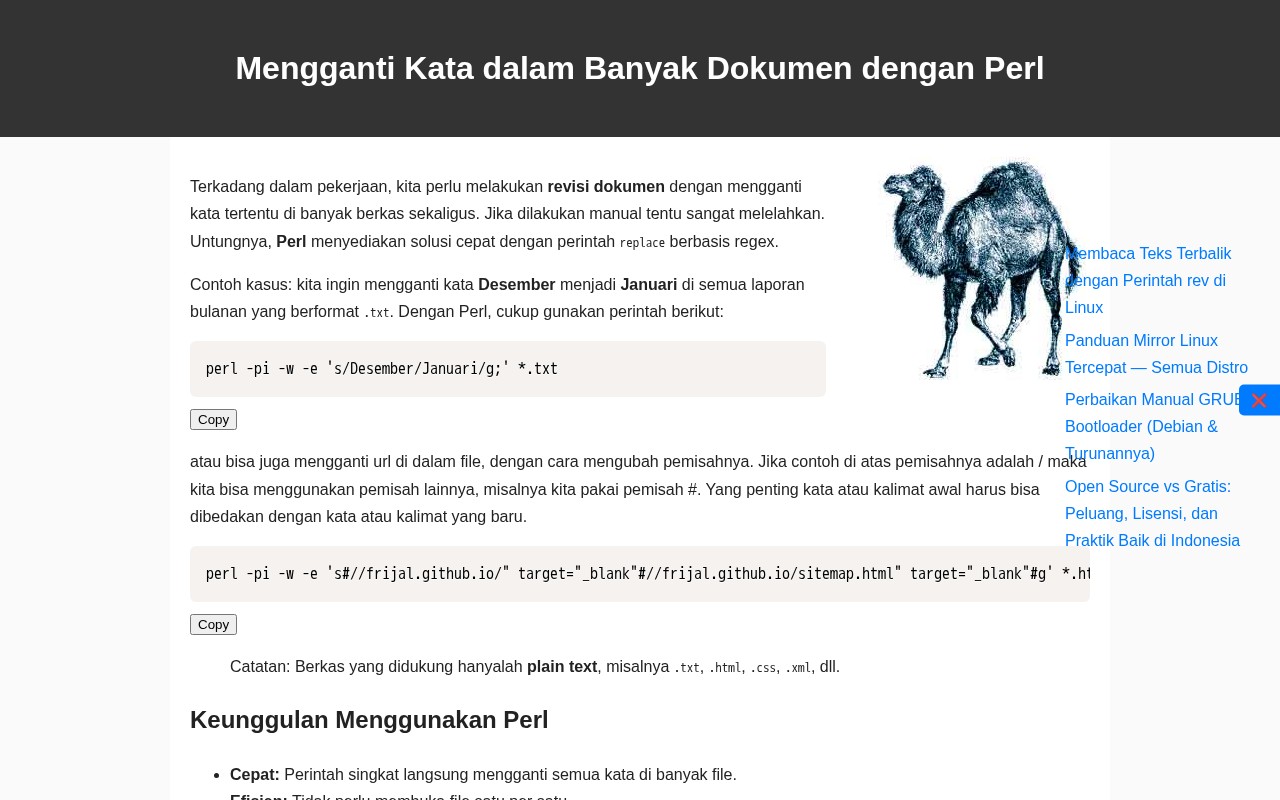 Mengganti Kata dalam Banyak Dokumen dengan Perl
Terkadang dalam pekerjaan, kita perlu melakukan revisi dokumen dengan mengganti
kata tertentu di banyak berkas sekaligus. Jika dilakukan manual tentu sangat melelahkan.
Untungnya, Perl menyediakan solusi cepat dengan perintah replace berbasis regex.
Contoh kasus: kita ingin mengganti kata Desember menjadi Januari di semua laporan
bulanan yang berformat .txt. Dengan Perl, cukup gunakan perintah berikut:
perl -pi -w -e 's/Desember/Januari/g;' *.txt
Copy
atau bisa juga mengganti url di dalam file, dengan cara mengubah pemisahnya. Jika contoh di atas pemisahnya adalah / maka
kita bisa menggunakan pemisah lainnya, misalnya kita pakai pemisah #. Yang penting kata atau kalimat awal harus bisa
dibedakan dengan kata atau kalimat yang baru.
perl -pi -w -e 's#//frijal.github.io/" target="_blank"#//frijal.github.io/sitemap.html" target="_blank"#g' *.ht
Copy
Catatan: Berkas yang didukung hanyalah plain text, misalnya .txt, .html, .css, .xml, dll.
Keunggulan Menggunakan Perl
• Cepat: Perintah singkat langsung mengganti semua kata di banyak file.
Efisien: Tidak perlu membuka file satu per satu.
Membaca Teks Terbalik
dengan Perintah rev di
Linux
Panduan Mirror Linux
Tercepat — Semua Distro
Perbaikan Manual GRUB
Bootloader (Debian &
Turunannya)
Open Source vs Gratis:
Peluang, Lisensi, dan
Praktik Baik di Indonesia